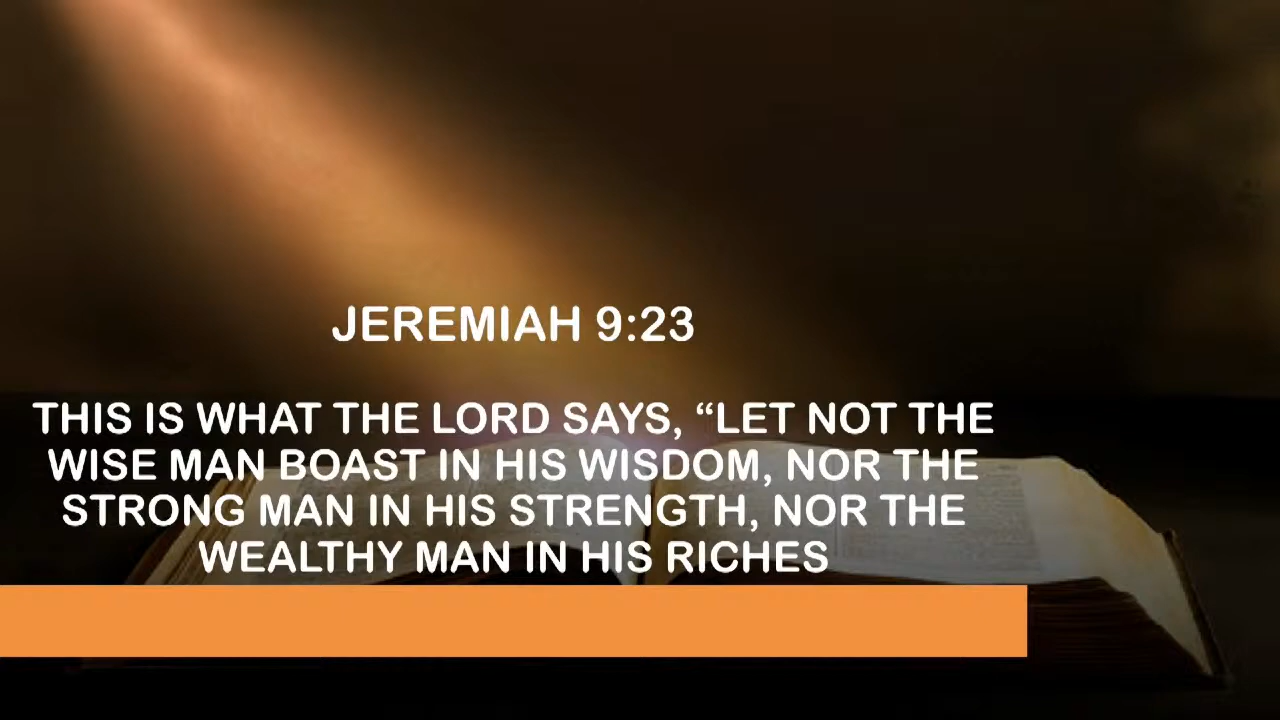 JEREMIAH 9:23
THIS IS WHAT THE LORD SAYS, “LET NOT THE
WISE MAN BOAST IN HIS WISDOM, NOR THE
STRONG MAN IN HIS STRENGTH, NOR THE
WEALTHY MAN IN HIS RICHES